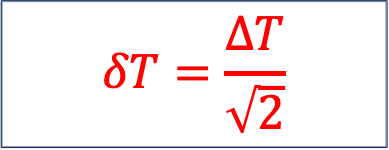 δT = ΔT / √2